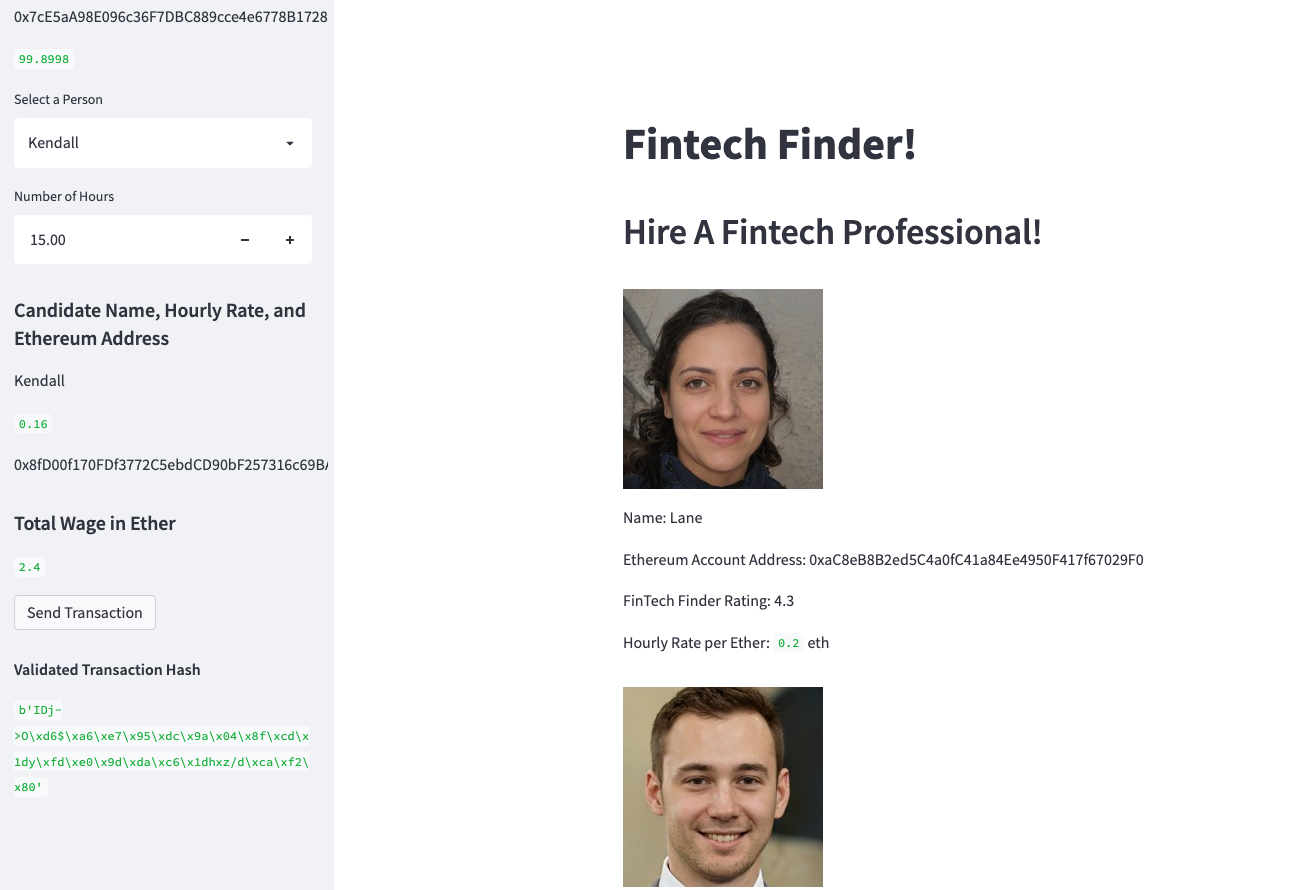 0x7cE5aA98E096c36F7DBC889cce4e6778B1728
99.8998
Select a Person
Kendall
Number of Hours
15.00
Candidate Name, Hourly Rate, and
Ethereum Address
Kendall
0.16
0x8fD00f170FDf3772C5ebdCD90bF257316c69BA
Total Wage in Ether
2.4
Send Transaction
Validated Transaction Hash
b'IDj-
>O\xd6$\xa6\xe7\x95\xdc\x9a\x04\x8f\xcd\x
1dy\xfd\xe0\x9d\xda\xc6\x1dhxz/d\xca\xf2\
x80'
Fintech Finder!
Hire A Fintech Professional!
Name: Lane
Ethereum Account Address: 0xaC8eB8B2ed5C4a0fC41a84Ee4950F417f67029F0
FinTech Finder Rating: 4.3
Hourly Rate per Ether: 0.2 eth